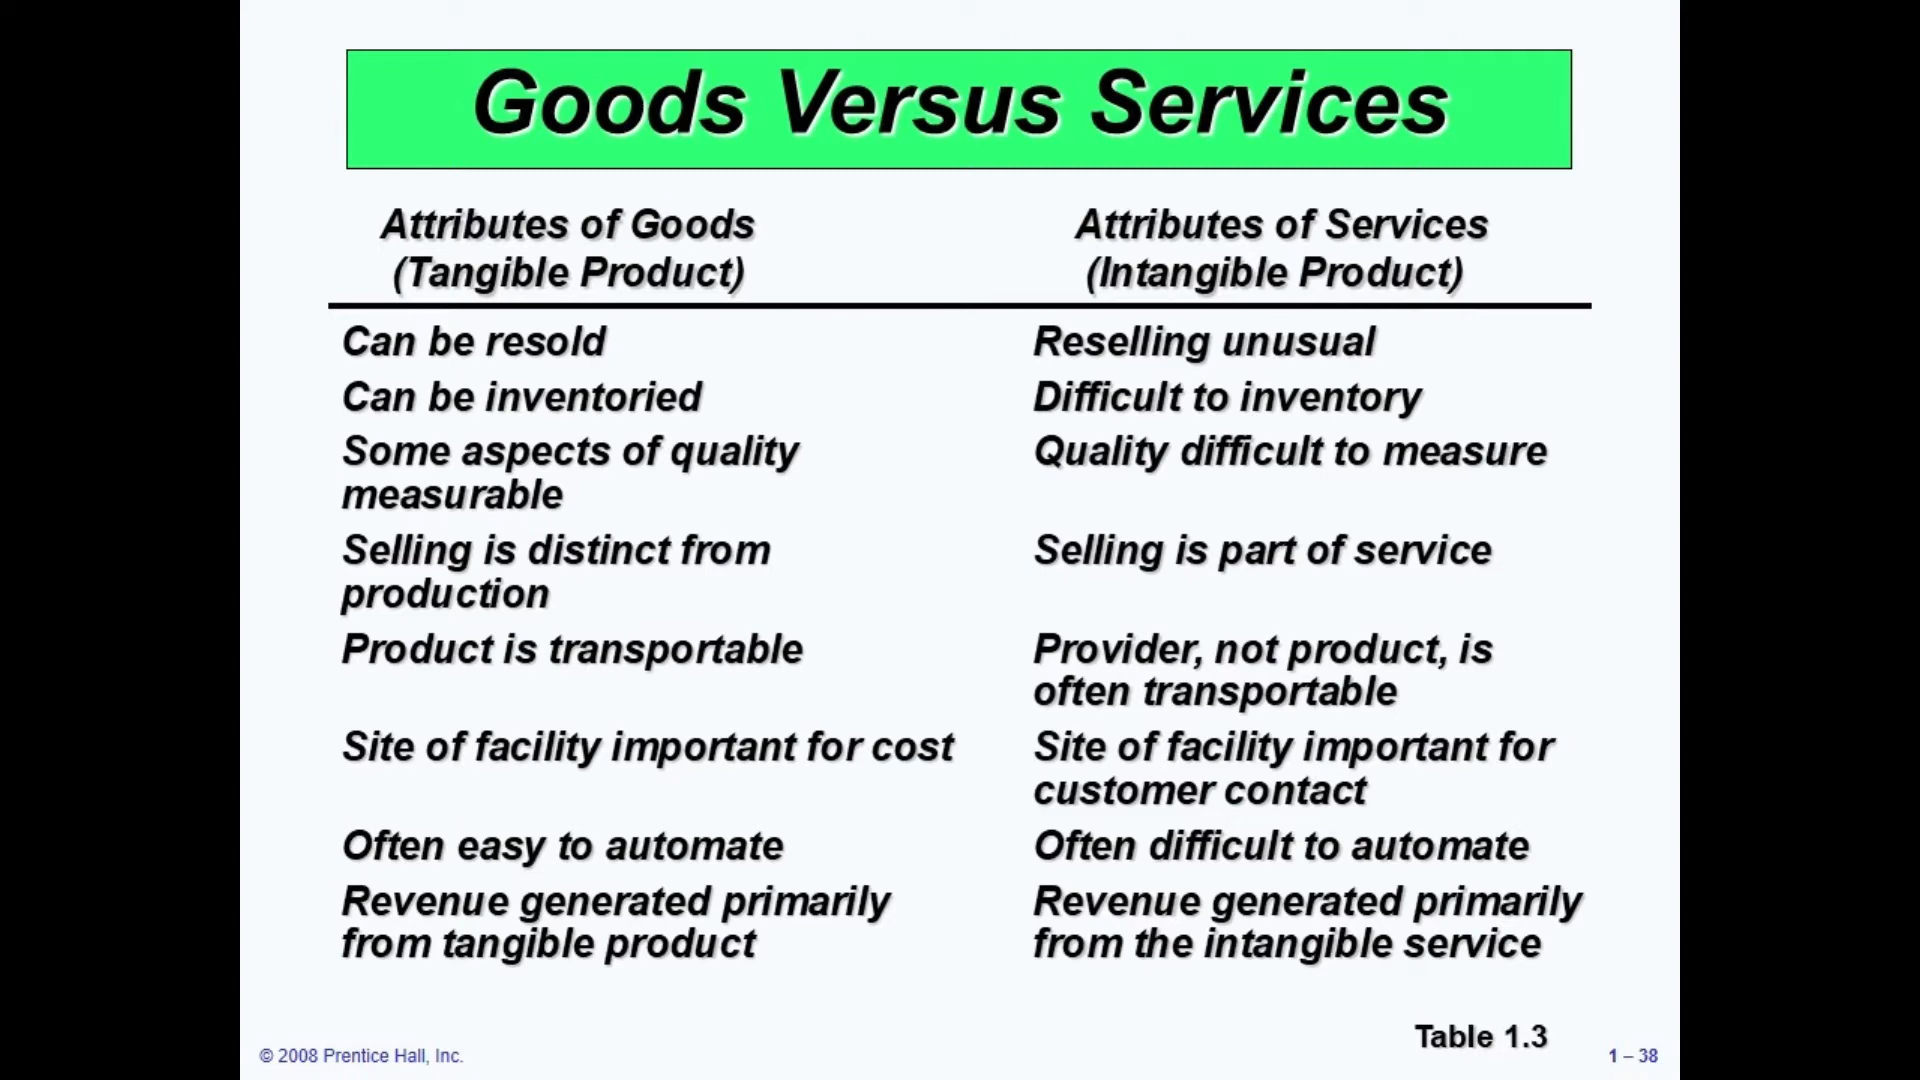 Goods Versus Services
Attributes of Goods
(Tangible Product)
Attributes of Services
(Intangible Product)
Can be resold
Reselling unusual
Can be inventoried
Difficult to inventory
Some aspects of quality
measurable
Quality difficult to measure
Selling is distinct from
production
Selling is part of service
Product is transportable
Provider, not product, is
often transportable
Site of facility important for cost
Site of facility important for
customer contact
Often easy to automate
Often difficult to automate
Revenue generated primarily
from tangible product
Revenue generated primarily
from the intangible service
Table 1.3
© 2008 Prentice Hall, Inc.
1 – 38